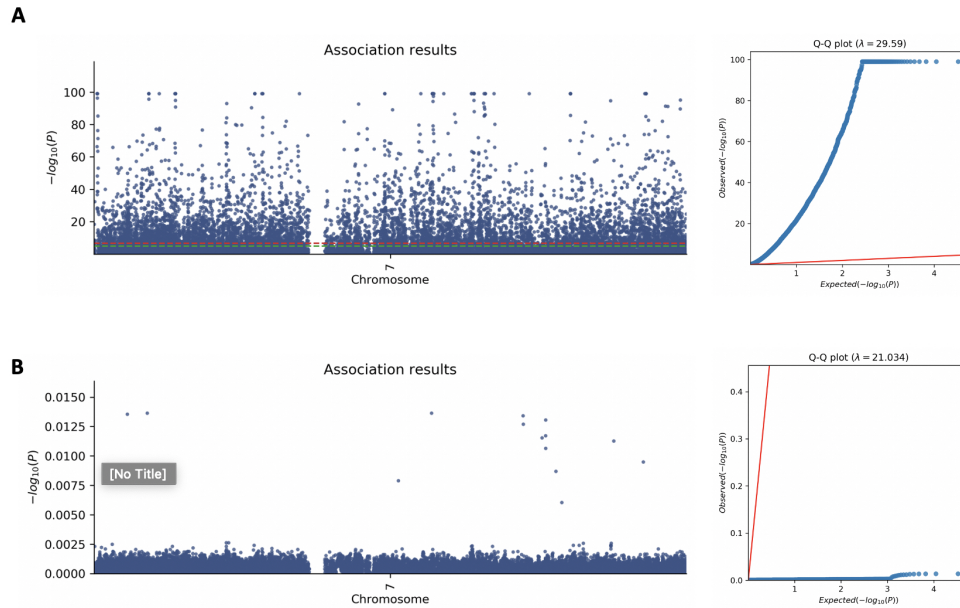 A
Association results
−log₁₀(P)
100
80
60
40
20
7
Chromosome
Q-Q plot (λ = 29.59)
Observed(−log₁₀(P))
100
80
60
40
20
1 2 3 4
Expected(−log₁₀(P))
B
Association results
−log₁₀(P)
0.0150
0.0125
0.0100
0.0075
0.0050
0.0025
0.0000
[No Title]
7
Chromosome
Q-Q plot (λ = 21.034)
Observed(−log₁₀(P))
0.4
0.3
0.2
0.1
0.0
1 2 3 4
Expected(−log₁₀(P))